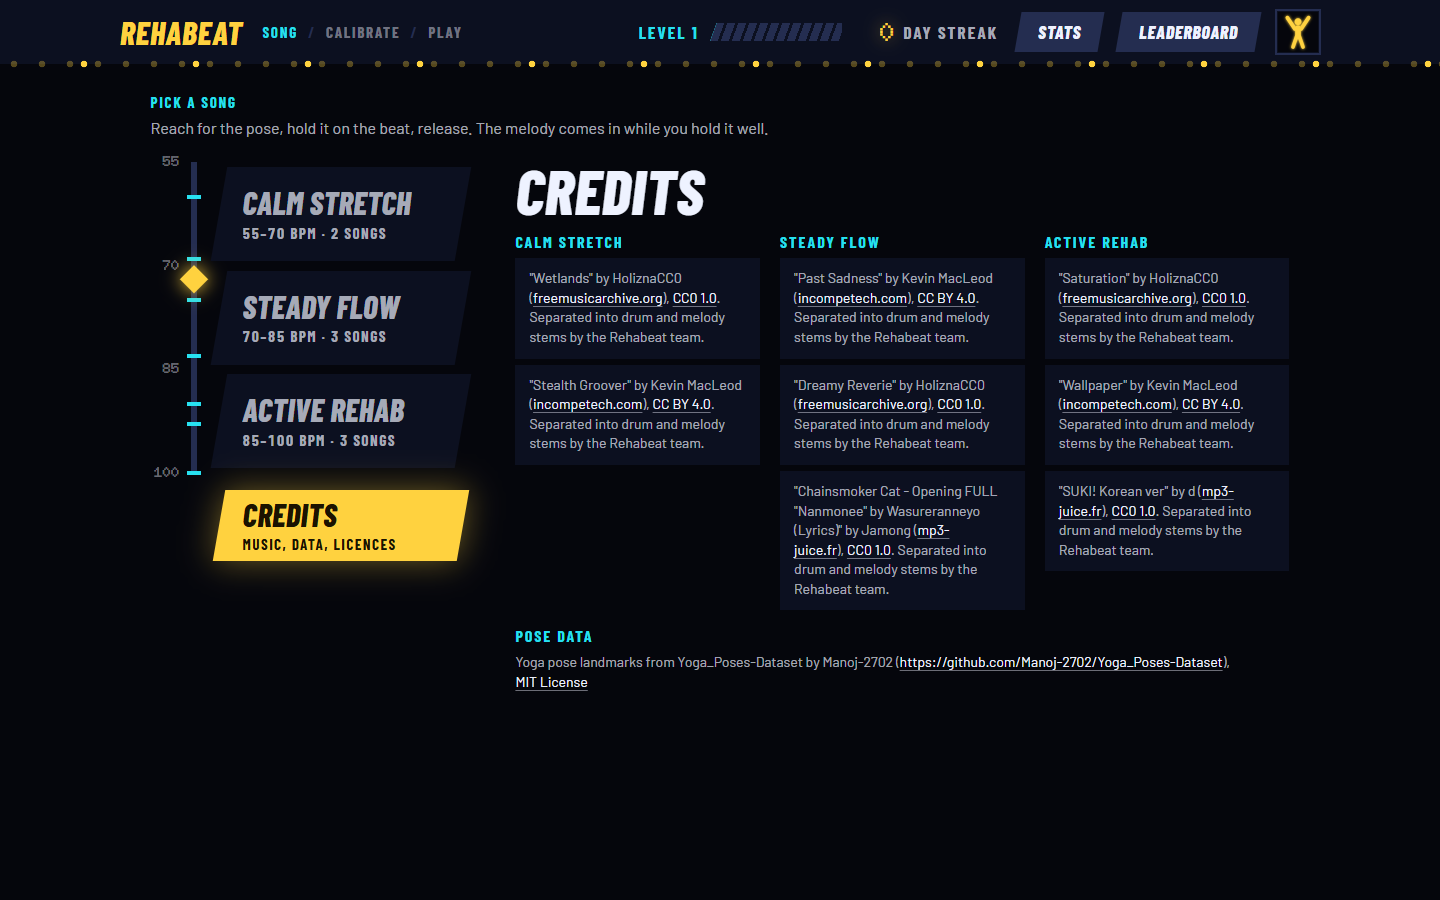 REHABEAT SONG / CALIBRATE / PLAY LEVEL 1 0 DAY STREAK STATS LEADERBOARD
PICK A SONG
Reach for the pose, hold it on the beat, release. The melody comes in while you hold it well.
55
70
85
100
CALM STRETCH
55–70 BPM · 2 SONGS
STEADY FLOW
70–85 BPM · 3 SONGS
ACTIVE REHAB
85–100 BPM · 3 SONGS
CREDITS
MUSIC, DATA, LICENCES
CREDITS
CALM STRETCH
"Wetlands" by HoliznaCC0
(freemusicarchive.org), CC0 1.0.
Separated into drum and melody
stems by the Rehabeat team.
"Stealth Groover" by Kevin MacLeod
(incompetech.com), CC BY 4.0.
Separated into drum and melody
stems by the Rehabeat team.
STEADY FLOW
"Past Sadness" by Kevin MacLeod
(incompetech.com), CC BY 4.0.
Separated into drum and melody
stems by the Rehabeat team.
"Dreamy Reverie" by HoliznaCC0
(freemusicarchive.org), CC0 1.0.
Separated into drum and melody
stems by the Rehabeat team.
"Chainsmoker Cat - Opening FULL
"Nanmonee" by Wasureranneyo
(Lyrics)" by Jamong (mp3-
juice.fr), CC0 1.0. Separated into
drum and melody stems by the
Rehabeat team.
ACTIVE REHAB
"Saturation" by HoliznaCC0
(freemusicarchive.org), CC0 1.0.
Separated into drum and melody
stems by the Rehabeat team.
"Wallpaper" by Kevin MacLeod
(incompetech.com), CC BY 4.0.
Separated into drum and melody
stems by the Rehabeat team.
"SUKI! Korean ver" by d (mp3-
juice.fr), CC0 1.0. Separated into
drum and melody stems by the
Rehabeat team.
POSE DATA
Yoga pose landmarks from Yoga_Poses-Dataset by Manoj-2702 (https://github.com/Manoj-2702/Yoga_Poses-Dataset),
MIT License